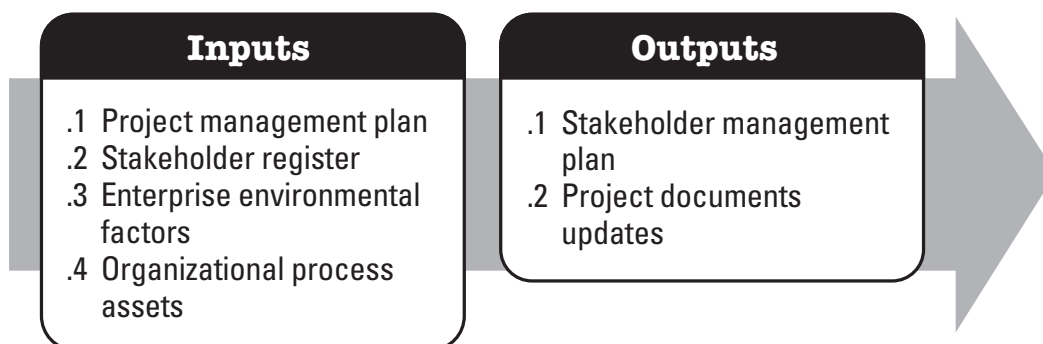 Inputs
.1 Project management plan
.2 Stakeholder register
.3 Enterprise environmental
factors
.4 Organizational process
assets
Outputs
.1 Stakeholder management
plan
.2 Project documents
updates